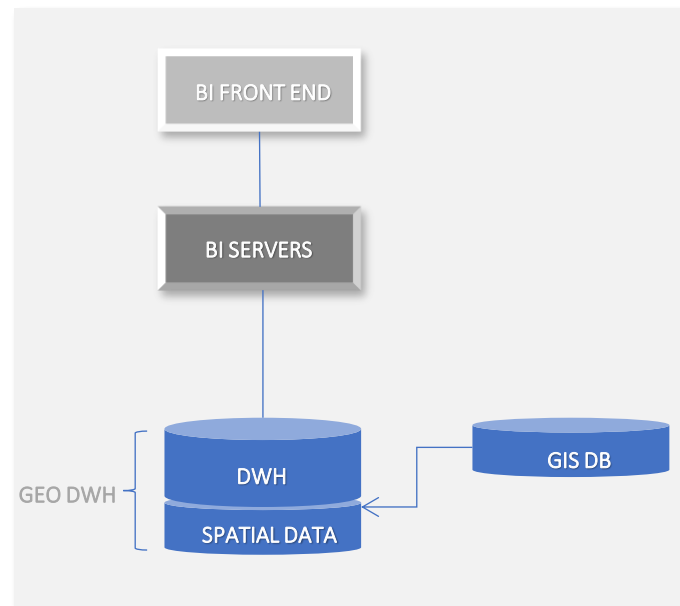 BI FRONT END
BI SERVERS
DWH
GIS DB
GEO DWH
SPATIAL DATA